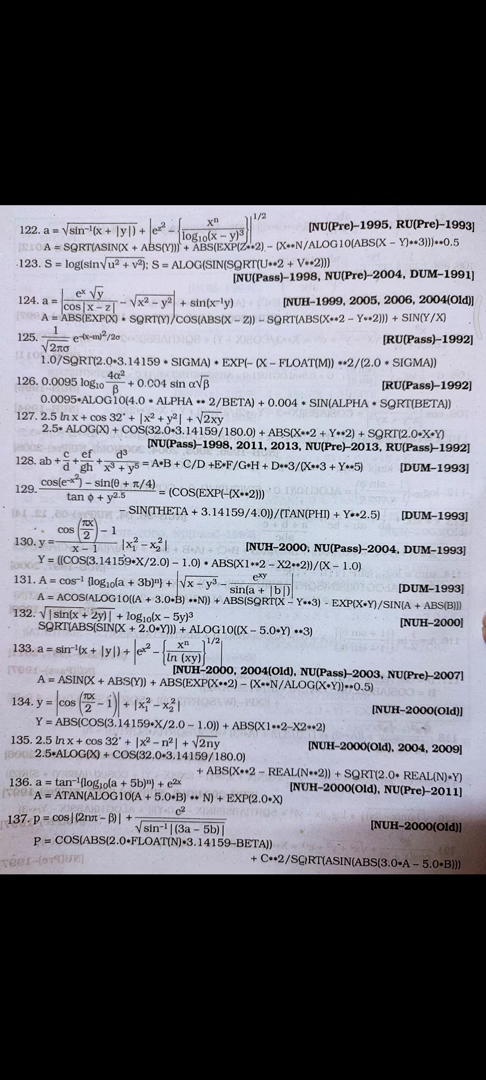 122. a = √sin⁻¹(x + |y|) + |eᶻ² – {xⁿ / log₁₀(x – y)³}|^1/2 [NU(Pre)–1995, RU(Pre)–1993]
A = SQRT(ASIN(X + ABS(Y))) + ABS(EXP(Z**2) – (X**N/ALOG10(ABS(X – Y)**3)))**0.5
123. S = log(sin√u² + v²); S = ALOG(SIN(SQRT(U**2 + V**2)))
[NU(Pass)–1998, NU(Pre)–2004, DUM–1991]
124. a = |eˣ √y / cos|x – z| – √x² – y²| + sin(x⁻¹y) [NUH–1999, 2005, 2006, 2004(Old)]
A = ABS(EXP(X) * SQRT(Y)/COS(ABS(X – Z)) – SQRT(ABS(X**2 – Y**2))) + SIN(Y/X)
125. 1/√2πσ e^–(x–m)²/2σ [RU(Pass)–1992]
1.0/SQRT(2.0*3.14159 * SIGMA) * EXP(– (X – FLOAT(M)) **2/(2.0 * SIGMA))
126. 0.0095 log₁₀ 4α²/β + 0.004 sin α√β [RU(Pass)–1992]
0.0095*ALOG10(4.0 * ALPHA ** 2/BETA) + 0.004 * SIN(ALPHA * SQRT(BETA))
127. 2.5 ln x + cos 32° + |x² + y²| + √2xy
2.5* ALOG(X) + COS(32.0*3.14159/180.0) + ABS(X**2 + Y**2) + SQRT(2.0*X*Y)
[NU(Pass)–1998, 2011, 2013, NU(Pre)–2013, RU(Pass)–1992]
128. ab + c/d + ef/gh + d³/x³ + y⁵ = A*B + C/D +E*F/G*H + D**3/(X**3 + Y**5) [DUM–1993]
129. cos(e^–x²) – sin(θ + π/4) / tan ϕ + y^2.5 = (COS(EXP(–(X**2)))
SIN(THETA + 3.14159/4.0))/(TAN(PHI) + Y**2.5) [DUM–1993]
130. y = cos(πx/2) – 1 / x – 1 |x₁² – x₂²| [NUH–2000, NU(Pass)–2004, DUM–1993]
Y = ((COS(3.14159*X/2.0) – 1.0) * ABS(X1**2 – X2**2))/(X – 1.0)
131. A = cos⁻¹ {log₁₀(a + 3b)ⁿ} + |√x – y³ – e^xy / sin(a + |b|)| [DUM–1993]
A = ACOS(ALOG10((A + 3.0*B) **N)) + ABS(SQRT(X – Y**3) - EXP(X*Y)/SIN(A + ABS(B)))
132. √|sin(x + 2y)| + log₁₀(x – 5y)³ [NUH–2000]
SQRT(ABS(SIN(X + 2.0*Y))) + ALOG10((X – 5.0*Y) **3)
133. a = sin⁻¹(x + |y|) + |eˣ² – {xⁿ / ln (xy)}^1/2|
[NUH–2000, 2004(Old), NU(Pass)–2003, NU(Pre)–2007]
A = ASIN(X + ABS(Y)) + ABS(EXP(X**2) – (X**N/ALOG(X*Y))**0.5)
134. y = |cos (πx/2 – 1)| + |x₁² – x₂²| [NUH–2000(Old)]
Y = ABS(COS(3.14159*X/2.0 – 1.0)) + ABS(X1**2–X2**2)
135. 2.5 ln x + cos 32° + |x² – n²| + √2ny [NUH–2000(Old), 2004, 2009]
2.5*ALOG(X) + COS(32.0*3.14159/180.0)
+ ABS(X**2 – REAL(N**2)) + SQRT(2.0* REAL(N)*Y)
136. a = tan⁻¹{log₁₀(a + 5b)ⁿ} + e²ˣ [NUH–2000(Old), NU(Pre)–2011]
A = ATAN(ALOG10(A + 5.0*B) ** N) + EXP(2.0*X)
137. p = cos|(2nπ – β)| + c²/√sin⁻¹|(3a – 5b)| [NUH–2000(Old)]
P = COS(ABS(2.0*FLOAT(N)*3.14159–BETA))
+ C**2/SQRT(ASIN(ABS(3.0*A – 5.0*B)))